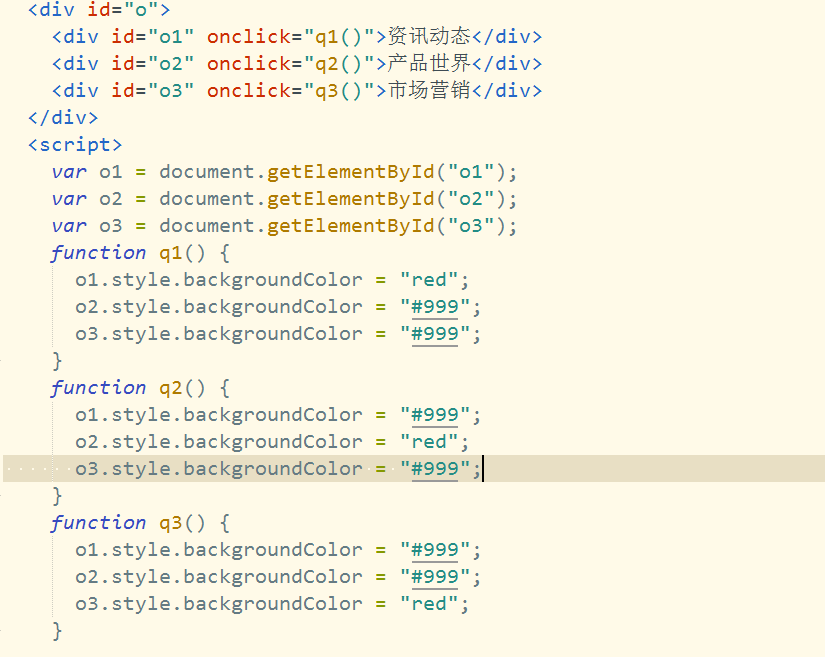 <div id="o">
<div id="o1" onclick="q1()">资讯动态</div>
<div id="o2" onclick="q2()">产品世界</div>
<div id="o3" onclick="q3()">市场营销</div>
</div>
<script>
var o1 = document.getElementById("o1");
var o2 = document.getElementById("o2");
var o3 = document.getElementById("o3");
function q1() {
o1.style.backgroundColor = "red";
o2.style.backgroundColor = "#999";
o3.style.backgroundColor = "#999";
}
function q2() {
o1.style.backgroundColor = "#999";
o2.style.backgroundColor = "red";
o3.style.backgroundColor = "#999";
}
function q3() {
o1.style.backgroundColor = "#999";
o2.style.backgroundColor = "#999";
o3.style.backgroundColor = "red";
}